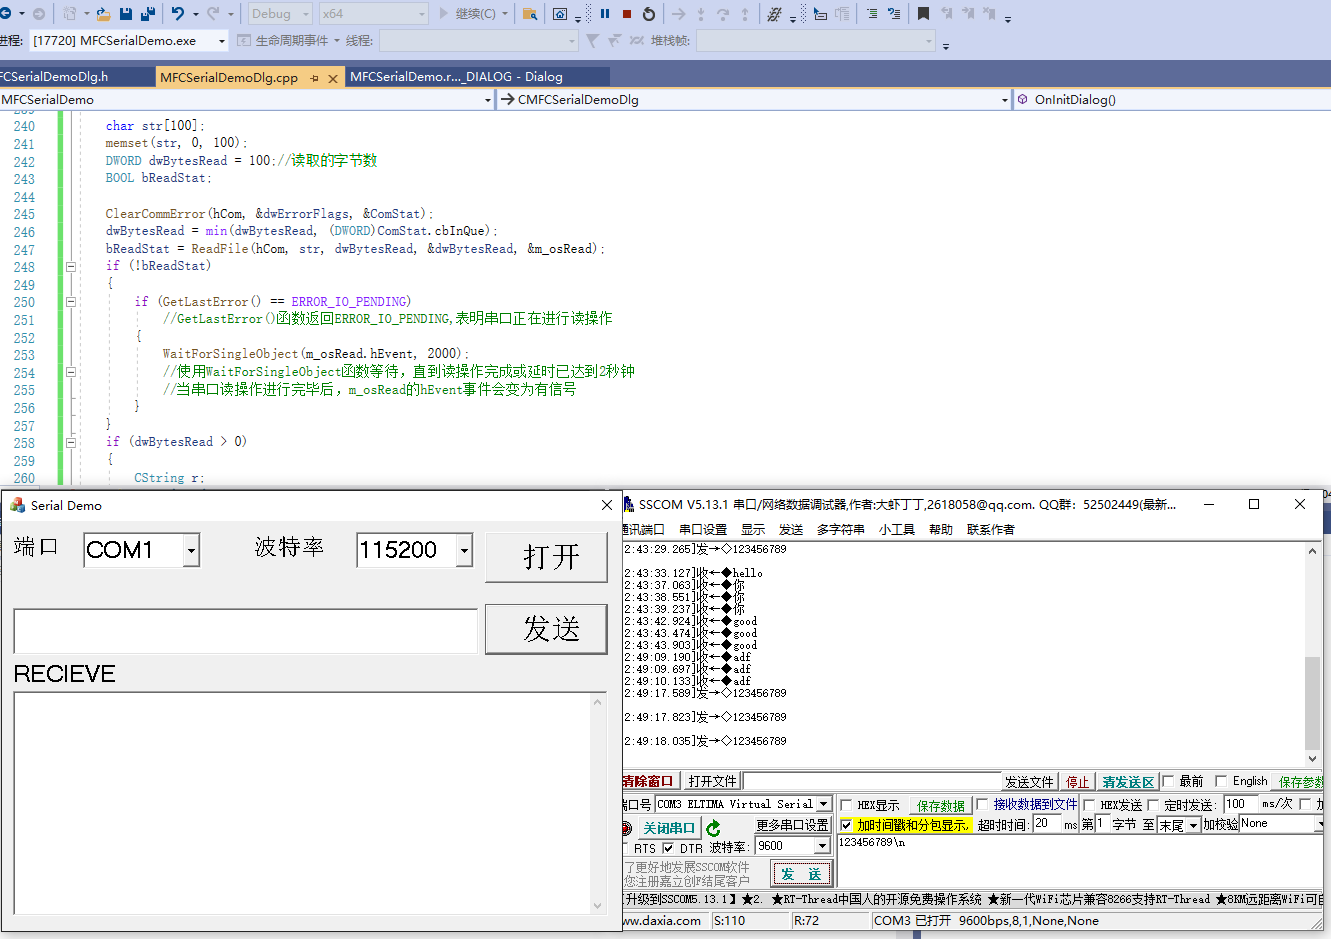 Debug x64 继续(C)
进程: [17720] MFCSerialDemo.exe 生命周期事件 线程: 堆栈帧:
FCSerialDemoDlg.h MFCSerialDemoDlg.cpp MFCSerialDemo.r..._DIALOG - Dialog
MFCSerialDemo CMFCSerialDemoDlg OnInitDialog()
240 char str[100];
241 memset(str, 0, 100);
242 DWORD dwBytesRead = 100;//读取的字节数
243 BOOL bReadStat;
244
245 ClearCommError(hCom, &dwErrorFlags, &ComStat);
246 dwBytesRead = min(dwBytesRead, (DWORD)ComStat.cbInQue);
247 bReadStat = ReadFile(hCom, str, dwBytesRead, &dwBytesRead, &m_osRead);
248 if (!bReadStat)
249 {
250 if (GetLastError() == ERROR_IO_PENDING)
251 //GetLastError()函数返回ERROR_IO_PENDING,表明串口正在进行读操作
252 {
253 WaitForSingleObject(m_osRead.hEvent, 2000);
254 //使用WaitForSingleObject函数等待，直到读操作完成或延时已达到2秒钟
255 //当串口读操作进行完毕后，m_osRead的hEvent事件会变为有信号
256 }
257 }
258 if (dwBytesRead > 0)
259 {
260 CString r;
Serial Demo
端口 COM1 波特率 115200 打开
发送
RECIEVE
SSCOM V5.13.1 串口/网络数据调试器,作者:大虾丁丁,2618058@qq.com. QQ群：52502449(最新...
通讯端口 串口设置 显示 发送 多字符串 小工具 帮助 联系作者
2:43:29.265]发→◇123456789
2:43:33.127]收←◆hello
2:43:37.063]收←◆你
2:43:38.551]收←◆你
2:43:39.237]收←◆你
2:43:42.924]收←◆good
2:43:43.474]收←◆good
2:43:43.903]收←◆good
2:49:09.190]收←◆adf
2:49:09.697]收←◆adf
2:49:10.133]收←◆adf
2:49:17.589]发→◇123456789
2:49:17.823]发→◇123456789
2:49:18.035]发→◇123456789
清除窗口 打开文件 发送文件 停止 清发送区 最前 English 保存参数
端口号 COM3 ELTIMA Virtual Serial HEX显示 保存数据 接收数据到文件 HEX发送 定时发送: 100 ms/次
关闭串口 更多串口设置 加时间戳和分包显示, 超时时间: 20 ms 第1 字节 至 末尾 加校验 None
RTS DTR 波特率: 9600
123456789\n
了更好地发展SSCOM软件
您注册嘉立创F结尾客户
发 送
【升级到SSCOM5.13.1】★2. ★RT-Thread中国人的开源免费操作系统 ★新一代WiFi芯片兼容8266支持RT-Thread ★8KM远距离WiFi可自
ww.daxia.com S:110 R:72 COM3 已打开 9600bps,8,1,None,None